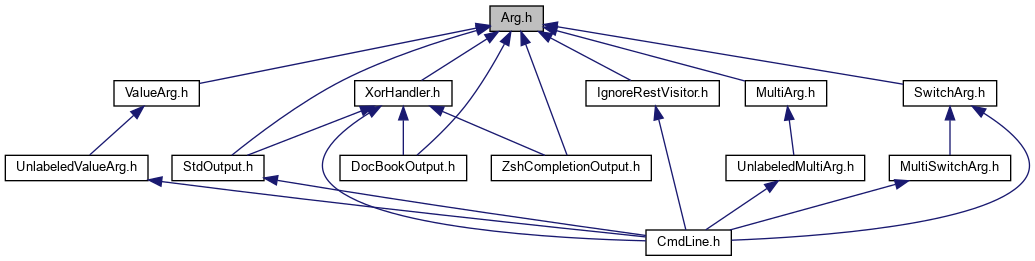 Arg.h
ValueArg.h
XorHandler.h
IgnoreRestVisitor.h
MultiArg.h
SwitchArg.h
UnlabeledValueArg.h
StdOutput.h
DocBookOutput.h
ZshCompletionOutput.h
UnlabeledMultiArg.h
MultiSwitchArg.h
CmdLine.h